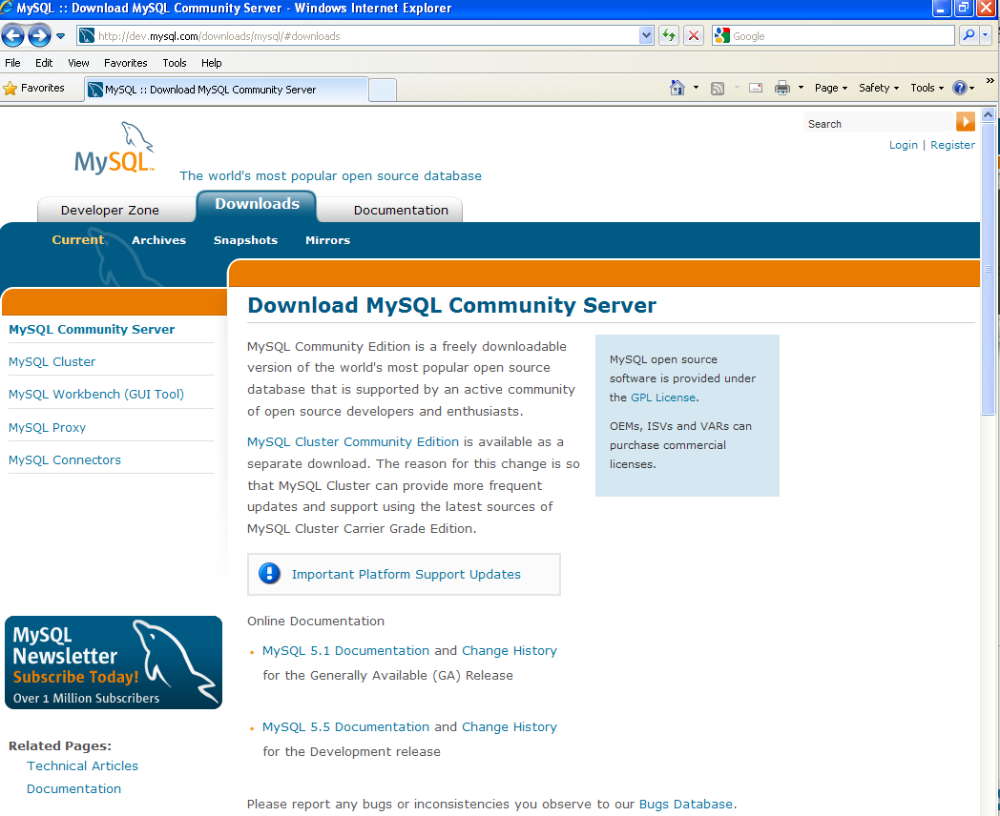 MySQL :: Download MySQL Community Server - Windows Internet Explorer
http://dev.mysql.com/downloads/mysql/#downloads
Google
File Edit View Favorites Tools Help
Favorites
MySQL :: Download MySQL Community Server
Page Safety Tools
Search
Login | Register
MySQL™
The world's most popular open source database
Developer Zone Downloads Documentation
Current Archives Snapshots Mirrors
MySQL Community Server
MySQL Cluster
MySQL Workbench (GUI Tool)
MySQL Proxy
MySQL Connectors
MySQL
Newsletter
Subscribe Today!
Over 1 Million Subscribers
Related Pages:
Technical Articles
Documentation
Download MySQL Community Server
MySQL Community Edition is a freely downloadable
version of the world's most popular open source
database that is supported by an active community
of open source developers and enthusiasts.
MySQL Cluster Community Edition is available as a
separate download. The reason for this change is so
that MySQL Cluster can provide more frequent
updates and support using the latest sources of
MySQL Cluster Carrier Grade Edition.
MySQL open source
software is provided under
the GPL License.
OEMs, ISVs and VARs can
purchase commercial
licenses.
Important Platform Support Updates
Online Documentation
MySQL 5.1 Documentation and Change History
for the Generally Available (GA) Release
MySQL 5.5 Documentation and Change History
for the Development release
Please report any bugs or inconsistencies you observe to our Bugs Database.